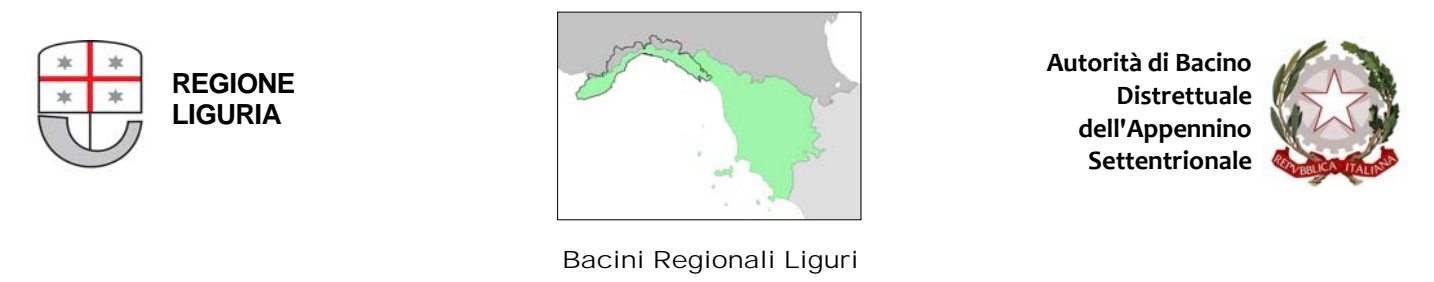 REGIONE
LIGURIA
Autorità di Bacino
Distrettuale
dell'Appennino
Settentrionale
REPVBBLICA ITALIANA
Bacini Regionali Liguri